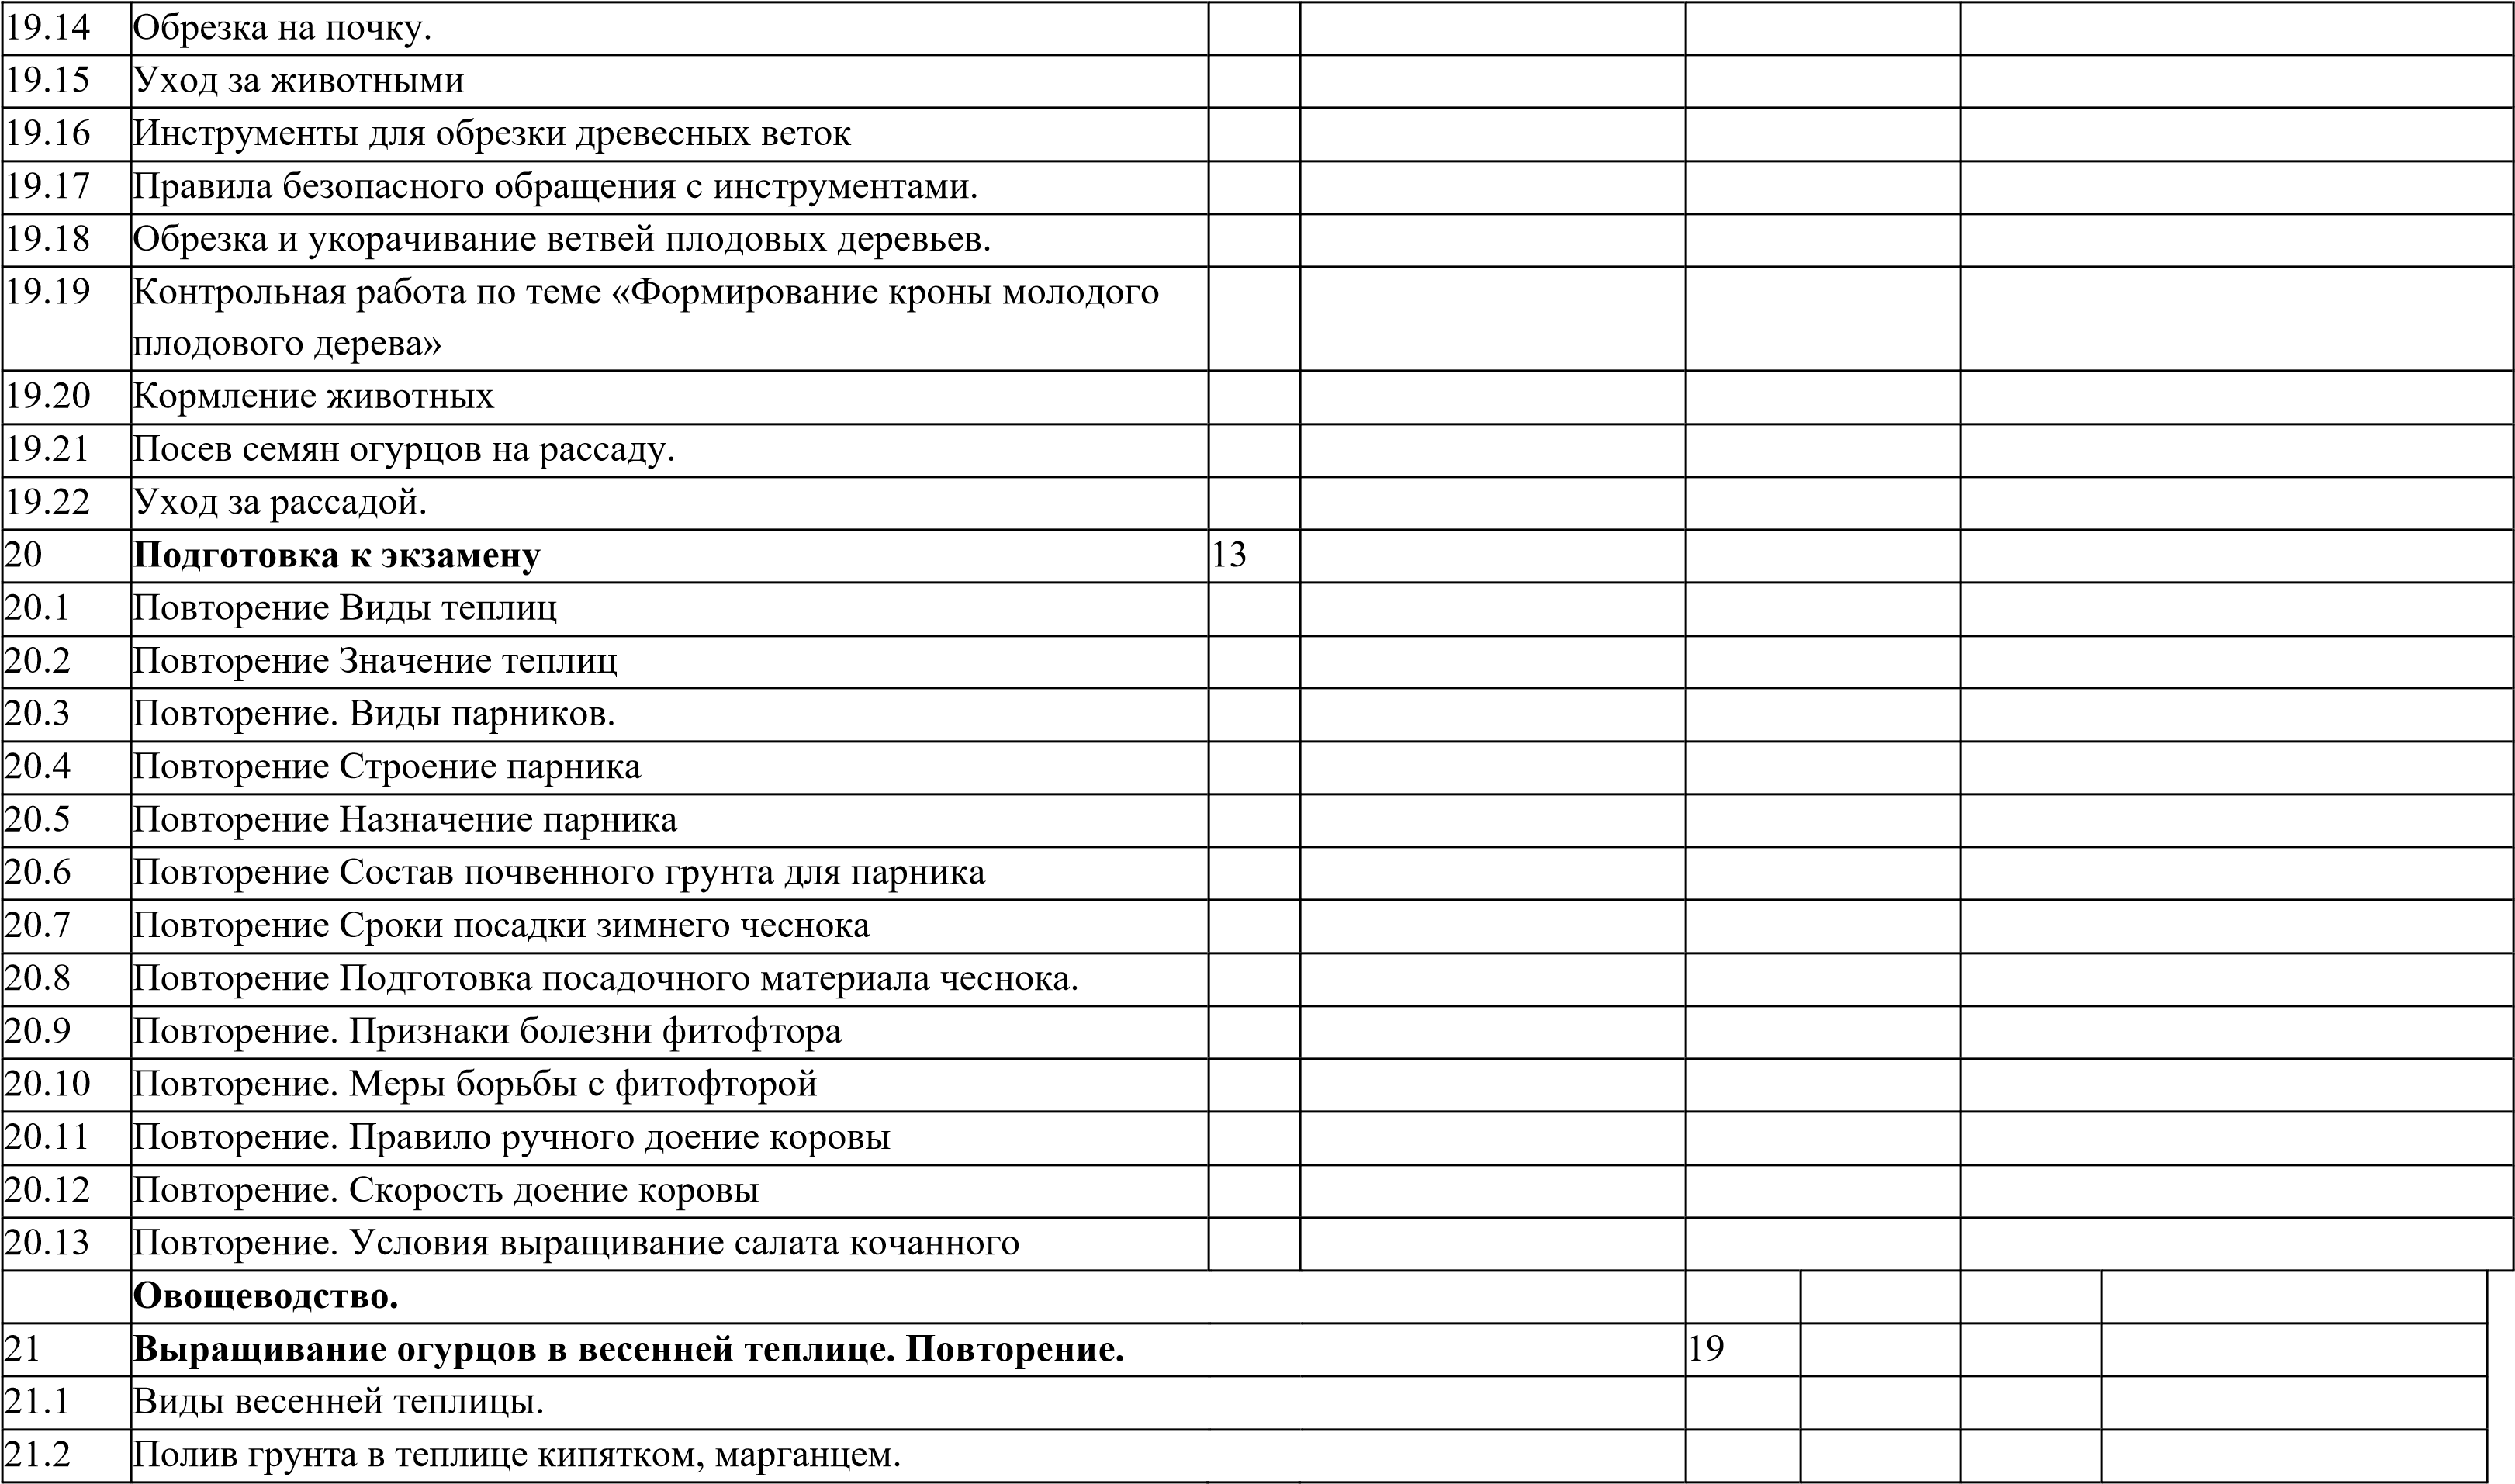 19.14 Обрезка на почку.
19.15 Уход за животными
19.16 Инструменты для обрезки древесных веток
19.17 Правила безопасного обращения с инструментами.
19.18 Обрезка и укорачивание ветвей плодовых деревьев.
19.19 Контрольная работа по теме «Формирование кроны молодого
плодового дерева»
19.20 Кормление животных
19.21 Посев семян огурцов на рассаду.
19.22 Уход за рассадой.
20 Подготовка к экзамену 13
20.1 Повторение Виды теплиц
20.2 Повторение Значение теплиц
20.3 Повторение. Виды парников.
20.4 Повторение Строение парника
20.5 Повторение Назначение парника
20.6 Повторение Состав почвенного грунта для парника
20.7 Повторение Сроки посадки зимнего чеснока
20.8 Повторение Подготовка посадочного материала чеснока.
20.9 Повторение. Признаки болезни фитофтора
20.10 Повторение. Меры борьбы с фитофторой
20.11 Повторение. Правило ручного доение коровы
20.12 Повторение. Скорость доение коровы
20.13 Повторение. Условия выращивание салата кочанного
Овощеводство.
21 Выращивание огурцов в весенней теплице. Повторение. 19
21.1 Виды весенней теплицы.
21.2 Полив грунта в теплице кипятком, марганцем.